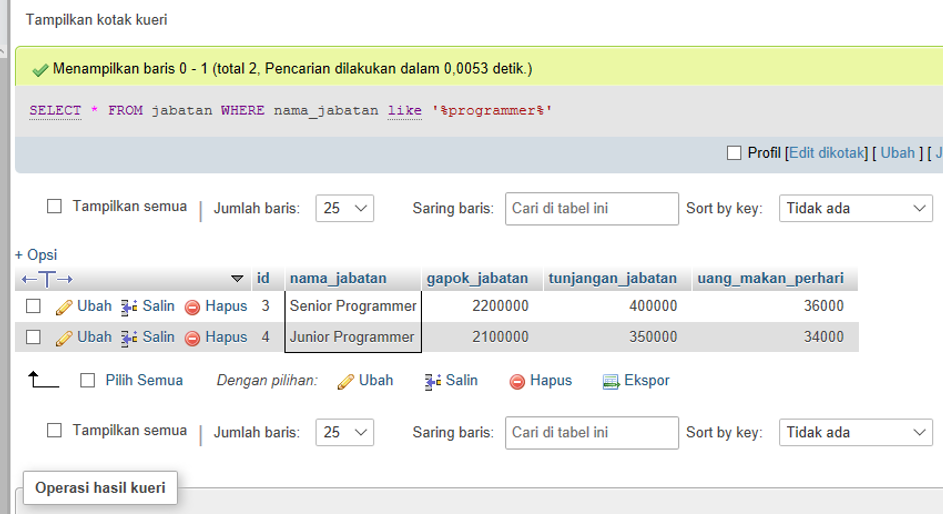 Tampilkan kotak kueri
Menampilkan baris 0 - 1 (total 2, Pencarian dilakukan dalam 0,0053 detik.)
SELECT * FROM jabatan WHERE nama_jabatan like '%programmer%'
Profil [Edit dikotak] [ Ubah ] [ J
Tampilkan semua Jumlah baris: 25 Saring baris: Cari di tabel ini Sort by key: Tidak ada
+ Opsi
←T→ id nama_jabatan gapok_jabatan tunjangan_jabatan uang_makan_perhari
Ubah Salin Hapus 3 Senior Programmer 2200000 400000 36000
Ubah Salin Hapus 4 Junior Programmer 2100000 350000 34000
Pilih Semua Dengan pilihan: Ubah Salin Hapus Ekspor
Tampilkan semua Jumlah baris: 25 Saring baris: Cari di tabel ini Sort by key: Tidak ada
Operasi hasil kueri